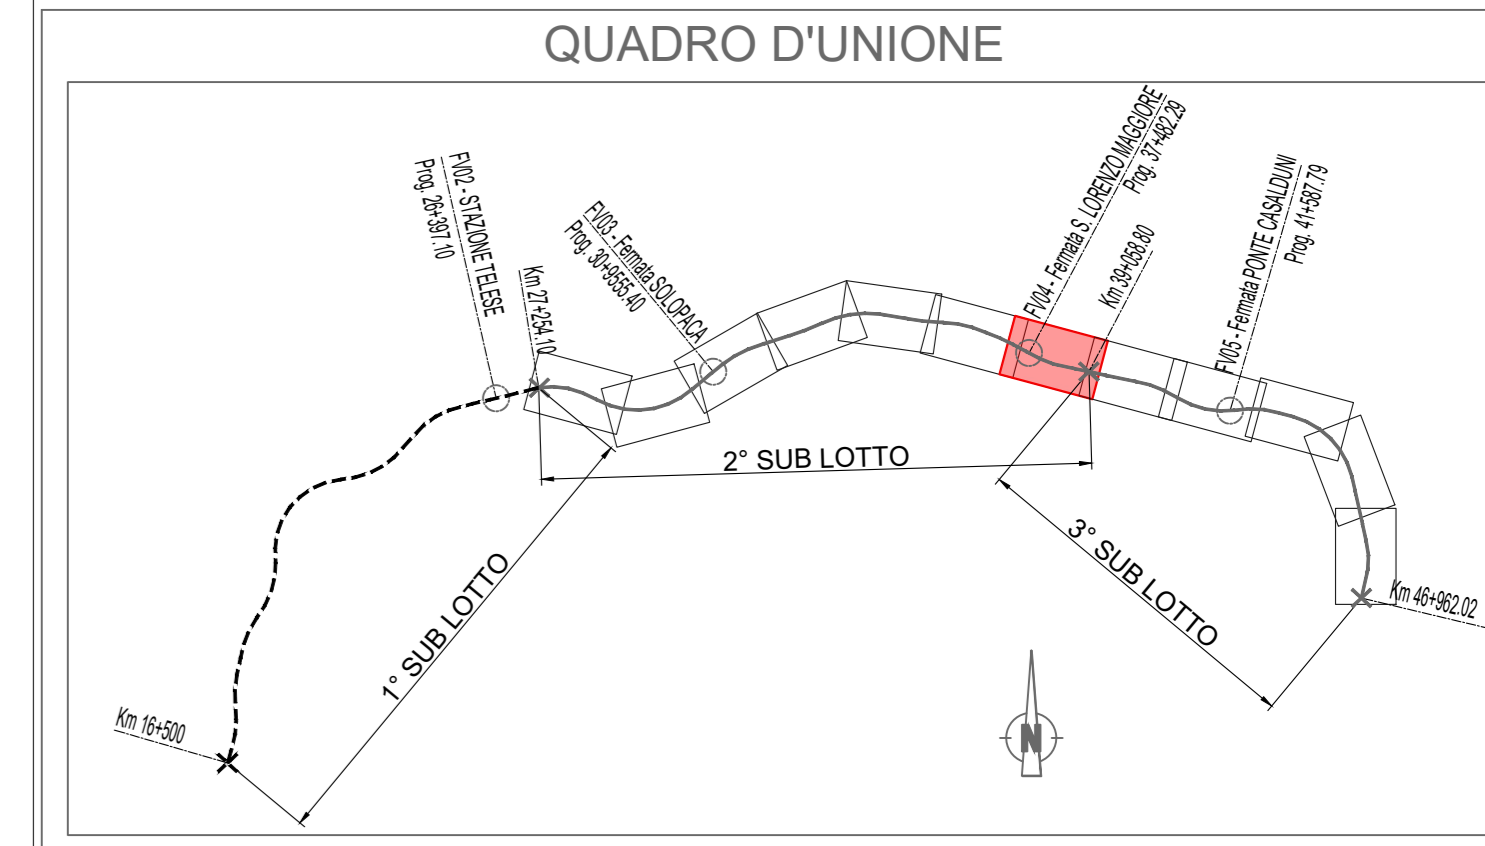 QUADRO D'UNIONE
FV02 - STAZIONE TELESE
Prog. 26+397.10
Km 27+254.10
FV03 - Fermata SOLOPACA
Prog. 30+9555.40
FV04 - Fermata S. LORENZO MAGGIORE
Prog. 37+482.29
Km 39+058.80
FV05 - Fermata PONTE CASALDUNI
Prog. 41+587.79
2° SUB LOTTO
1° SUB LOTTO
3° SUB LOTTO
Km 46+962.02
Km 16+500
N